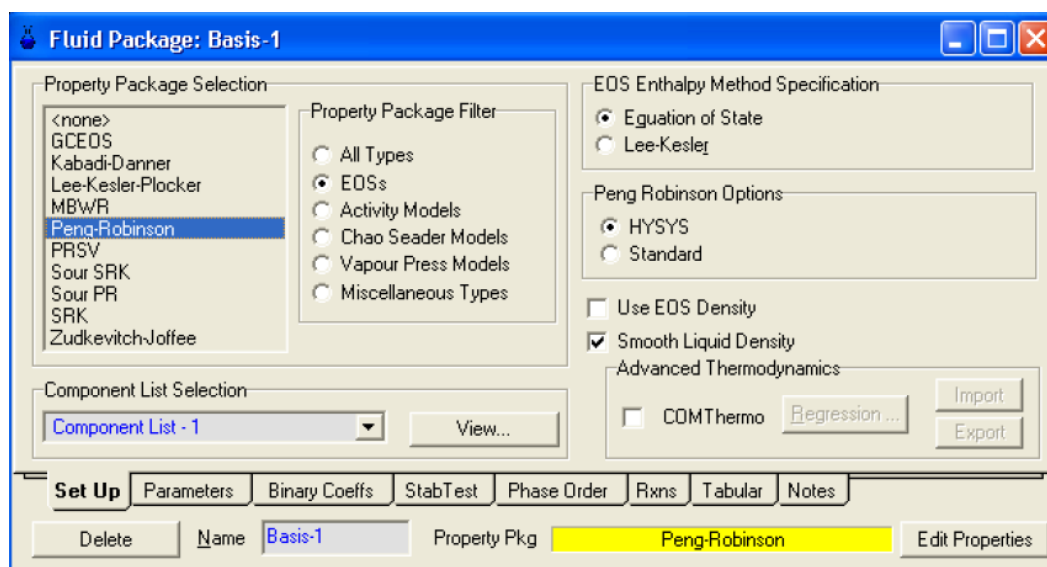 Fluid Package: Basis-1
Property Package Selection
<none>
GCEOS
Kabadi-Danner
Lee-Kesler-Plocker
MBWR
Peng-Robinson
PRSV
Sour SRK
Sour PR
SRK
Zudkevitch-Joffee
Property Package Filter
All Types
EOSs
Activity Models
Chao Seader Models
Vapour Press Models
Miscellaneous Types
Component List Selection
Component List - 1
View...
EOS Enthalpy Method Specification
Equation of State
Lee-Kesler
Peng Robinson Options
HYSYS
Standard
Use EOS Density
Smooth Liquid Density
Advanced Thermodynamics
COMThermo
Regression ...
Import
Export
Set Up Parameters Binary Coeffs StabTest Phase Order Rxns Tabular Notes
Delete Name Basis-1 Property Pkg Peng-Robinson Edit Properties